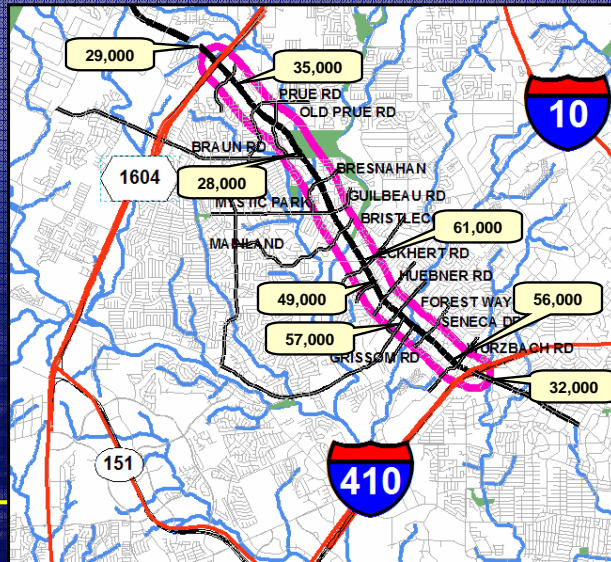 29,000
35,000
PRUE RD
OLD PRUE RD
10
BRAUN RD
BRESNAHAN
1604
28,000
MYSTIC PARK
GUILBEAU RD
BRISTLEC
61,000
MAINLAND
ECKHERT RD
HUEBNER RD
49,000
FOREST WAY
56,000
57,000
SENECA DR
GRISSOM RD
URZBACH RD
32,000
151
410